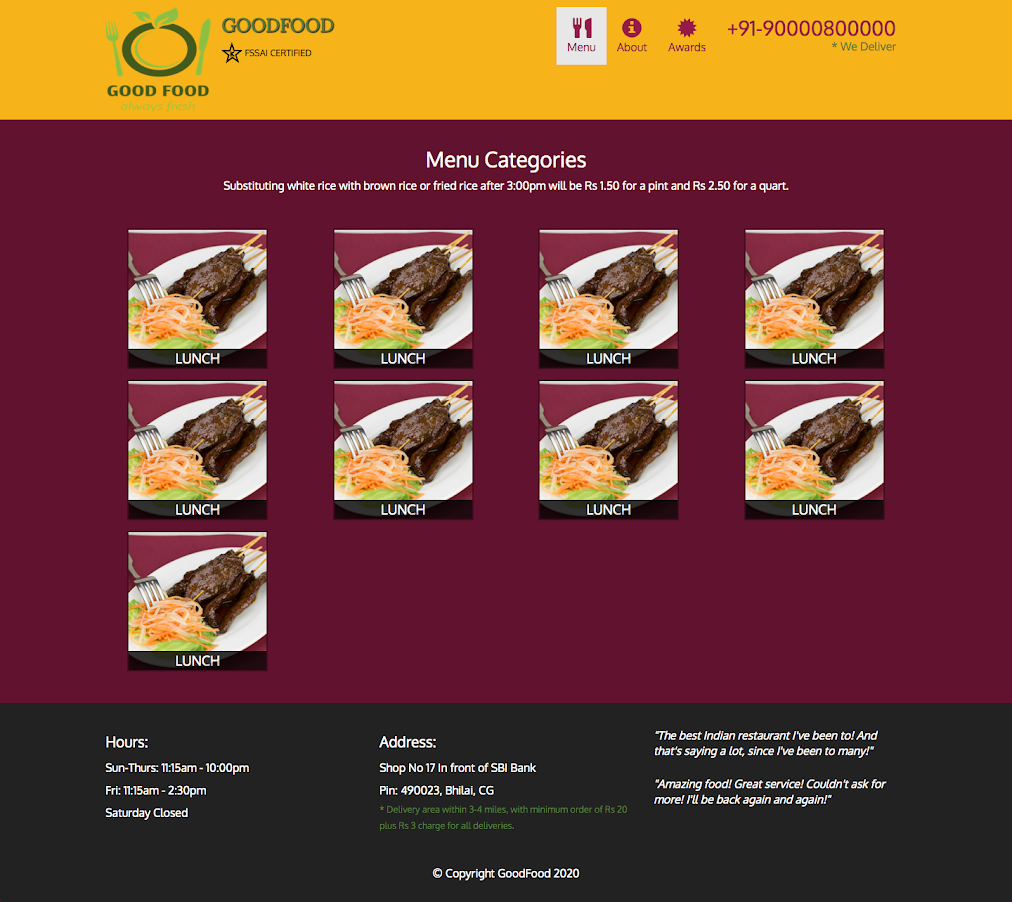 GOOD FOOD
always fresh
GOODFOOD
FSSAI CERTIFIED
Menu
About
Awards
+91-90000800000
* We Deliver
Menu Categories
Substituting white rice with brown rice or fried rice after 3:00pm will be Rs 1.50 for a pint and Rs 2.50 for a quart.
LUNCH
LUNCH
LUNCH
LUNCH
LUNCH
LUNCH
LUNCH
LUNCH
LUNCH
Hours:
Sun-Thurs: 11:15am - 10:00pm
Fri: 11:15am - 2:30pm
Saturday Closed
Address:
Shop No 17 In front of SBI Bank
Pin: 490023, Bhilai, CG
* Delivery area within 3-4 miles, with minimum order of Rs 20
plus Rs 3 charge for all deliveries.
"The best Indian restaurant I've been to! And
that's saying a lot, since I've been to many!"
"Amazing food! Great service! Couldn't ask for
more! I'll be back again and again!"
© Copyright GoodFood 2020